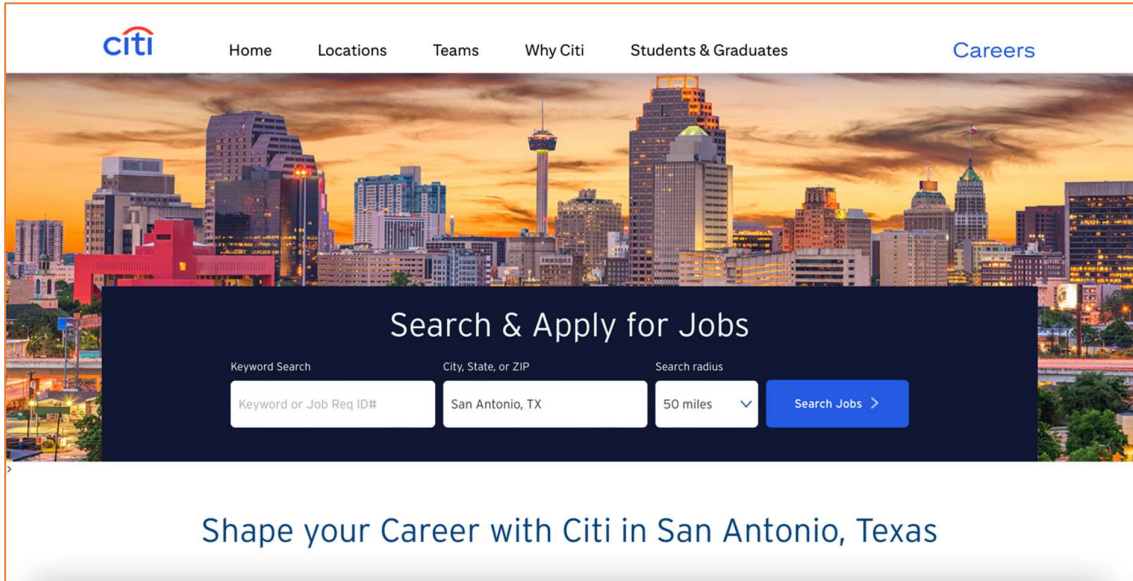 citi
Home Locations Teams Why Citi Students & Graduates Careers
Search & Apply for Jobs
Keyword Search City, State, or ZIP Search radius
Keyword or Job Req ID# San Antonio, TX 50 miles Search Jobs >
>
Shape your Career with Citi in San Antonio, Texas